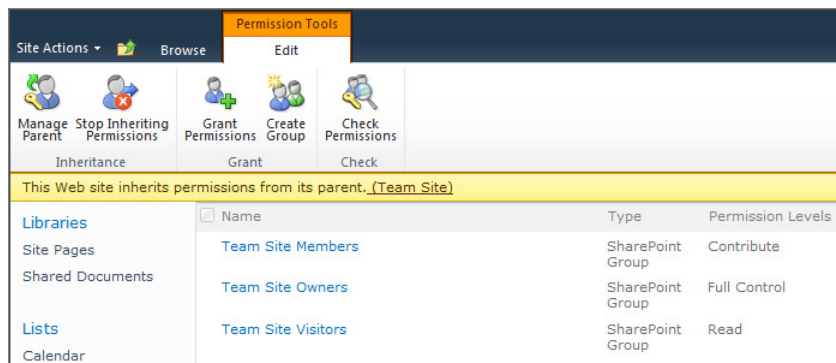 Permission Tools
Site Actions Browse Edit
Manage Parent
Stop Inheriting Permissions
Grant Permissions
Create Group
Check Permissions
Inheritance Grant Check
This Web site inherits permissions from its parent. (Team Site)
Libraries
Site Pages
Shared Documents
Lists
Calendar
Name Type Permission Levels
Team Site Members SharePoint Group Contribute
Team Site Owners SharePoint Group Full Control
Team Site Visitors SharePoint Group Read